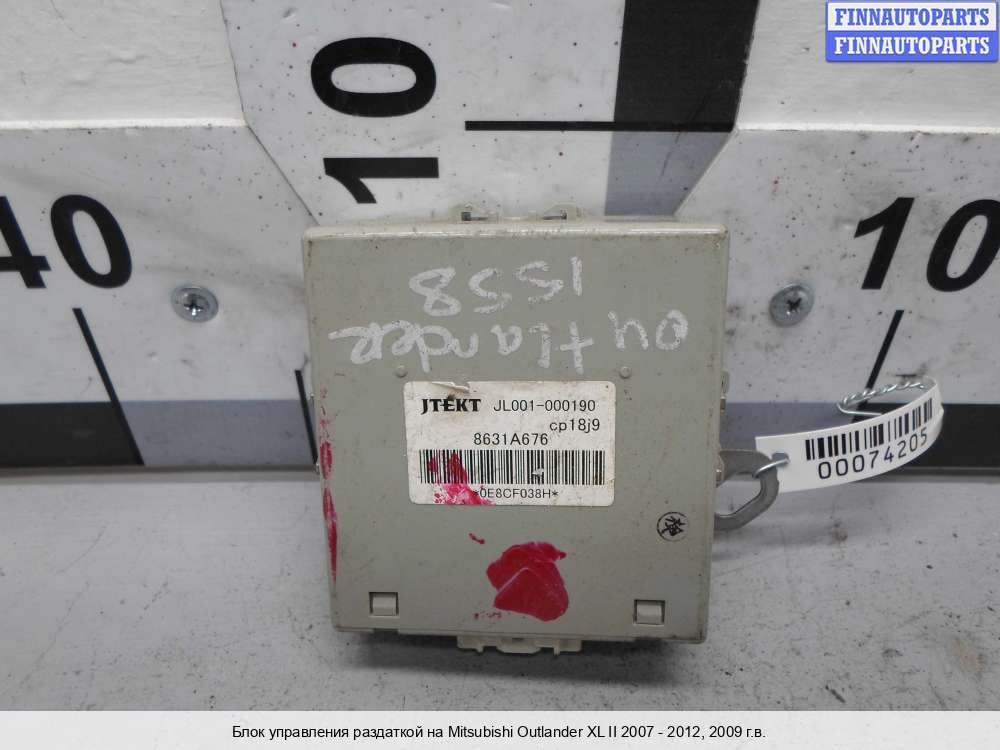 FINNAUTOPARTS
FINNAUTOPARTS
40
10
10
1558
outlander
JTEKT JL001-000190
cp18j9
8631A676
*0E8CF038H*
00074205
Блок управления раздаткой на Mitsubishi Outlander XL II 2007 - 2012, 2009 г.в.